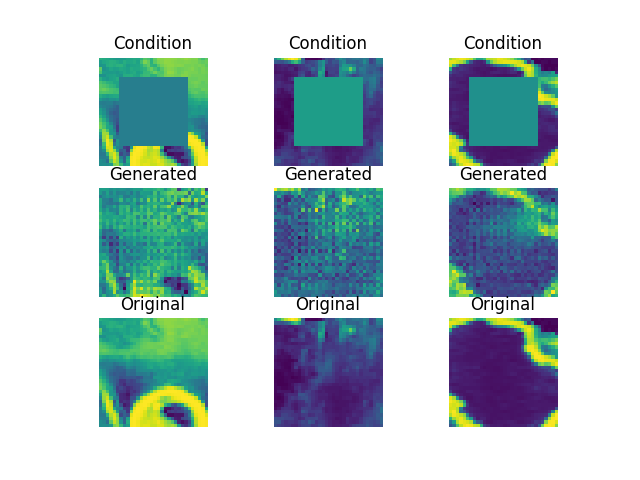 Condition Condition Condition
Generated Generated Generated
Original Original Original